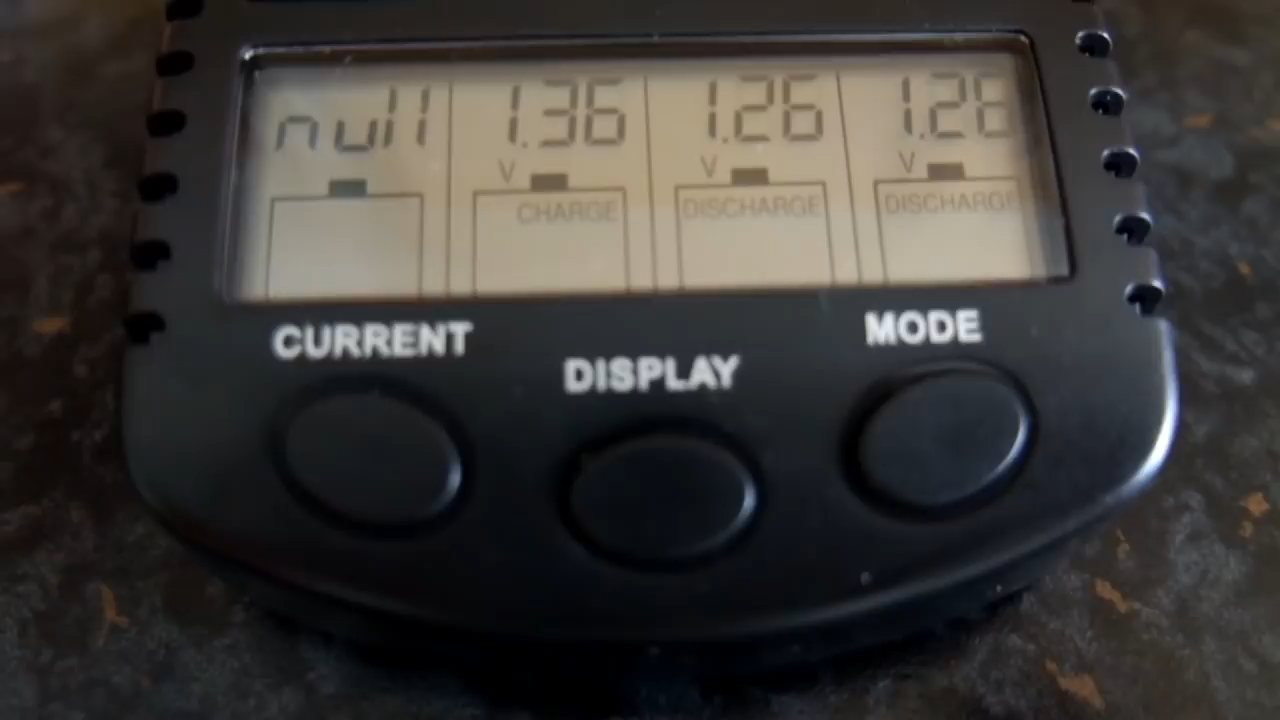 null 1.36 1.26 1.28
V V V
CHARGE DISCHARGE DISCHARGE
CURRENT DISPLAY MODE